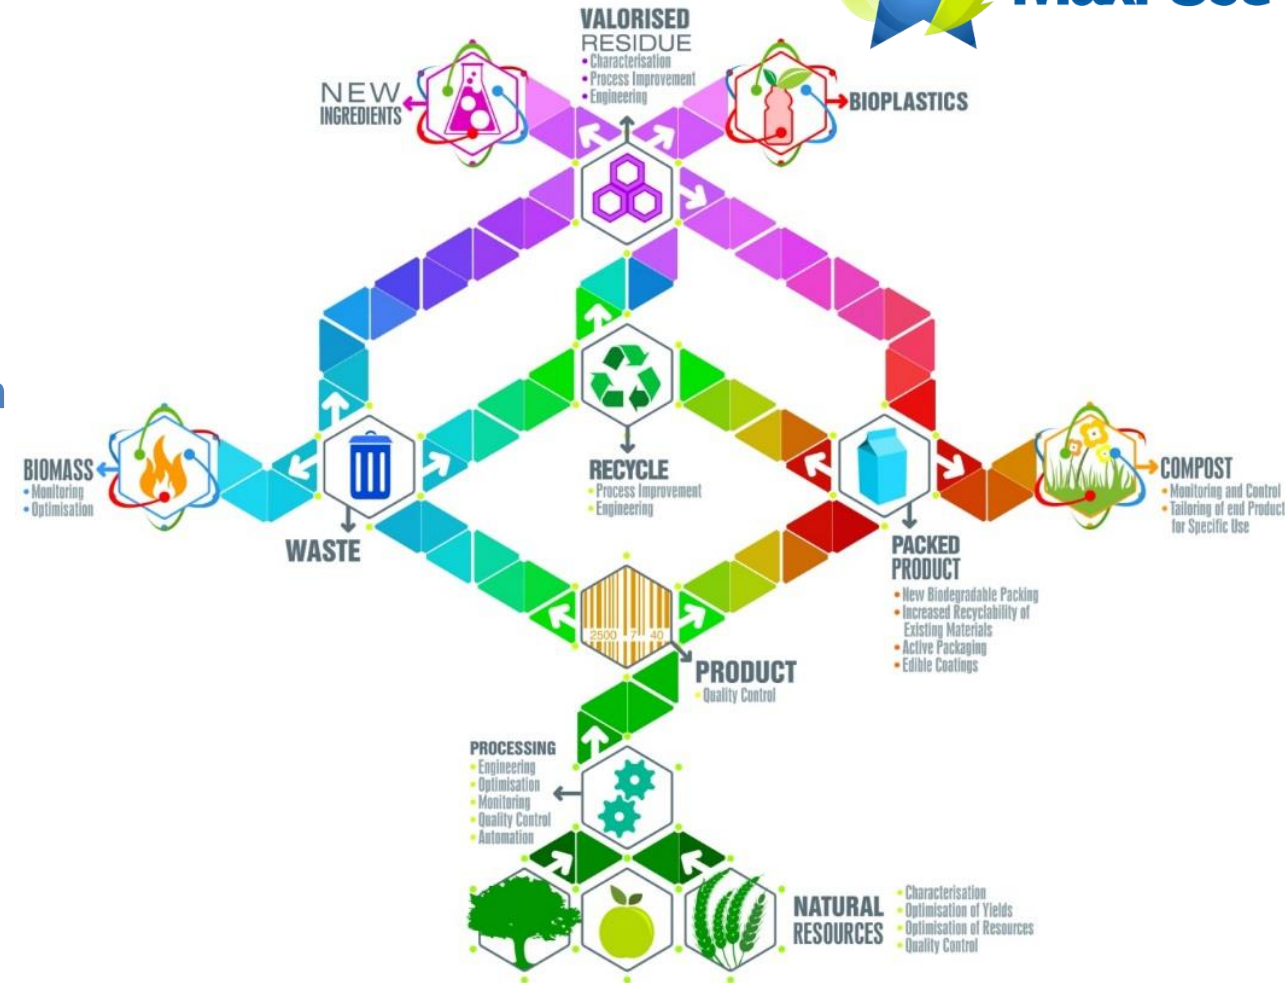 VALORISED
RESIDUE
• Characterisation
• Process Improvement
• Engineering
NEW
INGREDIENTS
BIOPLASTICS
BIOMASS
• Monitoring
• Optimisation
WASTE
RECYCLE
• Process Improvement
• Engineering
COMPOST
• Monitoring and Control
• Tailoring of end Product
for Specific Use
PACKED
PRODUCT
• New Biodegradable Packing
• Increased Recyclability of
Existing Materials
• Active Packaging
• Edible Coatings
2500 7 40
PRODUCT
• Quality Control
PROCESSING
• Engineering
• Optimisation
• Monitoring
• Quality Control
• Automation
NATURAL
RESOURCES
• Characterisation
• Optimisation of Yields
• Optimisation of Resources
• Quality Control